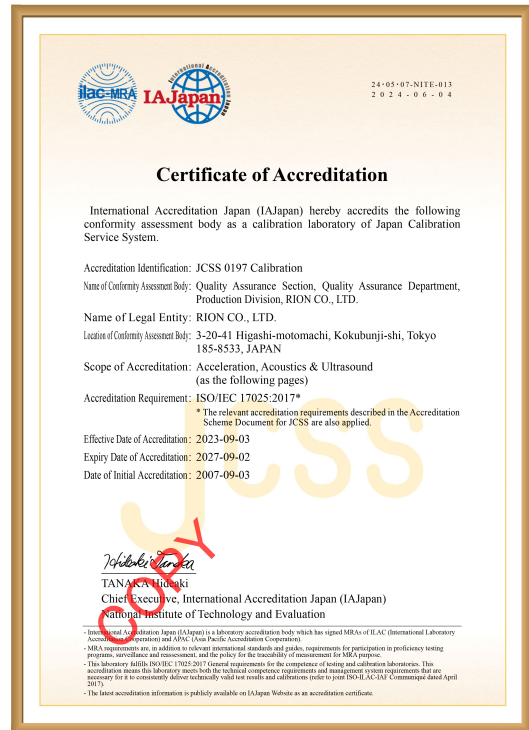 ilac-MRA
IAJapan
International Accreditation Japan
24・05・07-NITE-013
2024-06-04
Certificate of Accreditation
International Accreditation Japan (IAJapan) hereby accredits the following
conformity assessment body as a calibration laboratory of Japan Calibration
Service System.
Accreditation Identification: JCSS 0197 Calibration
Name of Conformity Assessment Body: Quality Assurance Section, Quality Assurance Department,
Production Division, RION CO., LTD.
Name of Legal Entity: RION CO., LTD.
Location of Conformity Assessment Body: 3-20-41 Higashi-motomachi, Kokubunji-shi, Tokyo
185-8533, JAPAN
Scope of Accreditation: Acceleration, Acoustics & Ultrasound
(as the following pages)
Accreditation Requirement: ISO/IEC 17025:2017*
* The relevant accreditation requirements described in the Accreditation
Scheme Document for JCSS are also applied.
Effective Date of Accreditation: 2023-09-03
Expiry Date of Accreditation: 2027-09-02
Date of Initial Accreditation: 2007-09-03
JCSS
Hideaki Tanaka
TANAKA Hideaki
Chief Executive, International Accreditation Japan (IAJapan)
National Institute of Technology and Evaluation
COPY
- International Accreditation Japan (IAJapan) is a laboratory accreditation body which has signed MRAs of ILAC (International Laboratory
Accreditation Cooperation) and APAC (Asia Pacific Accreditation Cooperation).
- MRA requirements are, in addition to relevant international standards and guides, requirements for participation in proficiency testing
programs, surveillance and reassessment, and the policy for the traceability of measurement for MRA purpose.
- This laboratory fulfills ISO/IEC 17025:2017 General requirements for the competence of testing and calibration laboratories. This
accreditation means this laboratory meets both the technical competence requirements and management system requirements that are
necessary for it to consistently deliver technically valid test results and calibrations (refer to joint ISO-ILAC-IAF Communiqué dated April
2017).
- The latest accreditation information is publicly available on IAJapan Website as an accreditation certificate.